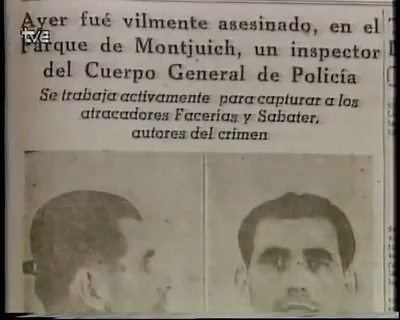 Ayer fué vilmente asesinado, en el
tve
Parque de Montjuich, un inspector
del Cuerpo General de Policía
Se trabaja activamente para capturar a los
atracadores Facerías y Sabater,
autores del crimen